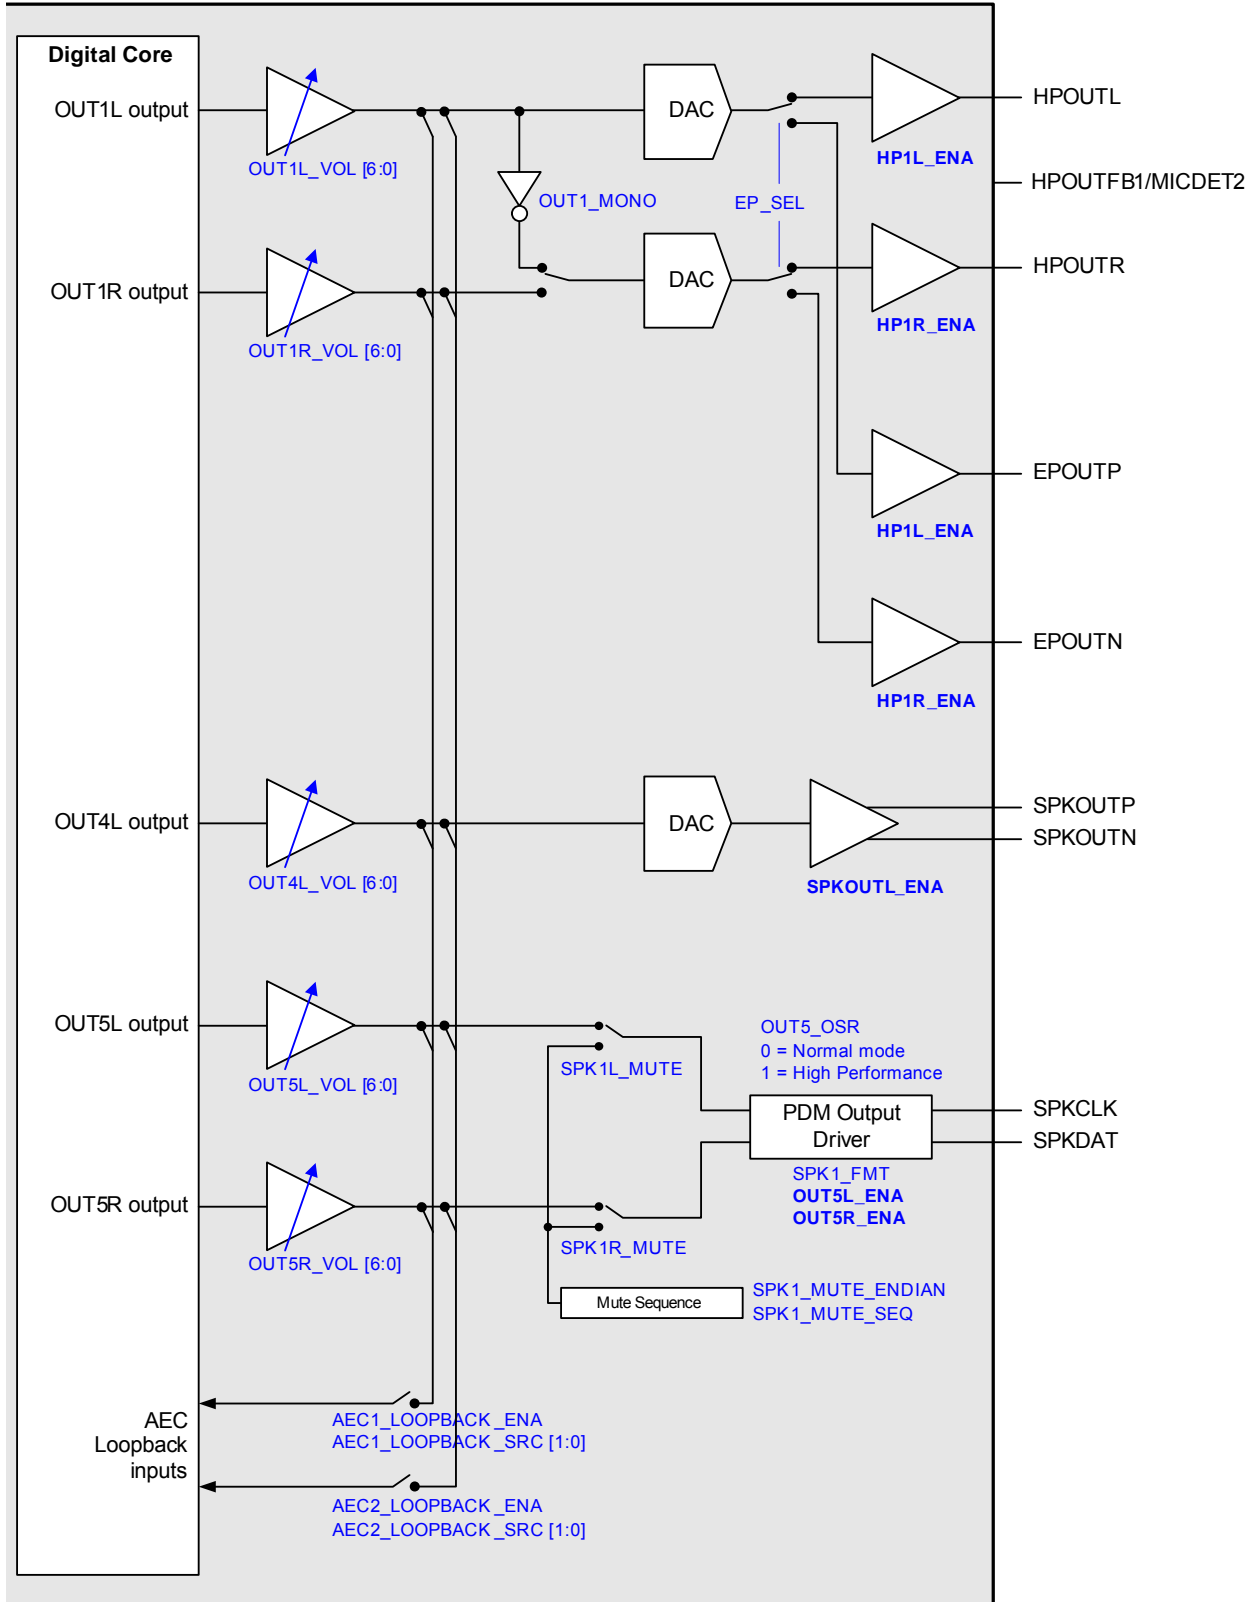 Digital Core
OUT1L output
OUT1L_VOL [6:0]
DAC
HP1L_ENA
HPOUTL
OUT1_MONO
EP_SEL
HPOUTFB1/MICDET2
OUT1R output
OUT1R_VOL [6:0]
DAC
HP1R_ENA
HPOUTR
HP1L_ENA
EPOUTP
HP1R_ENA
EPOUTN
OUT4L output
OUT4L_VOL [6:0]
DAC
SPKOUTL_ENA
SPKOUTP
SPKOUTN
OUT5L output
OUT5L_VOL [6:0]
SPK1L_MUTE
OUT5_OSR
0 = Normal mode
1 = High Performance
PDM Output
Driver
SPKCLK
SPKDAT
SPK1_FMT
OUT5L_ENA
OUT5R_ENA
OUT5R output
OUT5R_VOL [6:0]
SPK1R_MUTE
Mute Sequence
SPK1_MUTE_ENDIAN
SPK1_MUTE_SEQ
AEC
Loopback
inputs
AEC1_LOOPBACK_ENA
AEC1_LOOPBACK_SRC [1:0]
AEC2_LOOPBACK_ENA
AEC2_LOOPBACK_SRC [1:0]